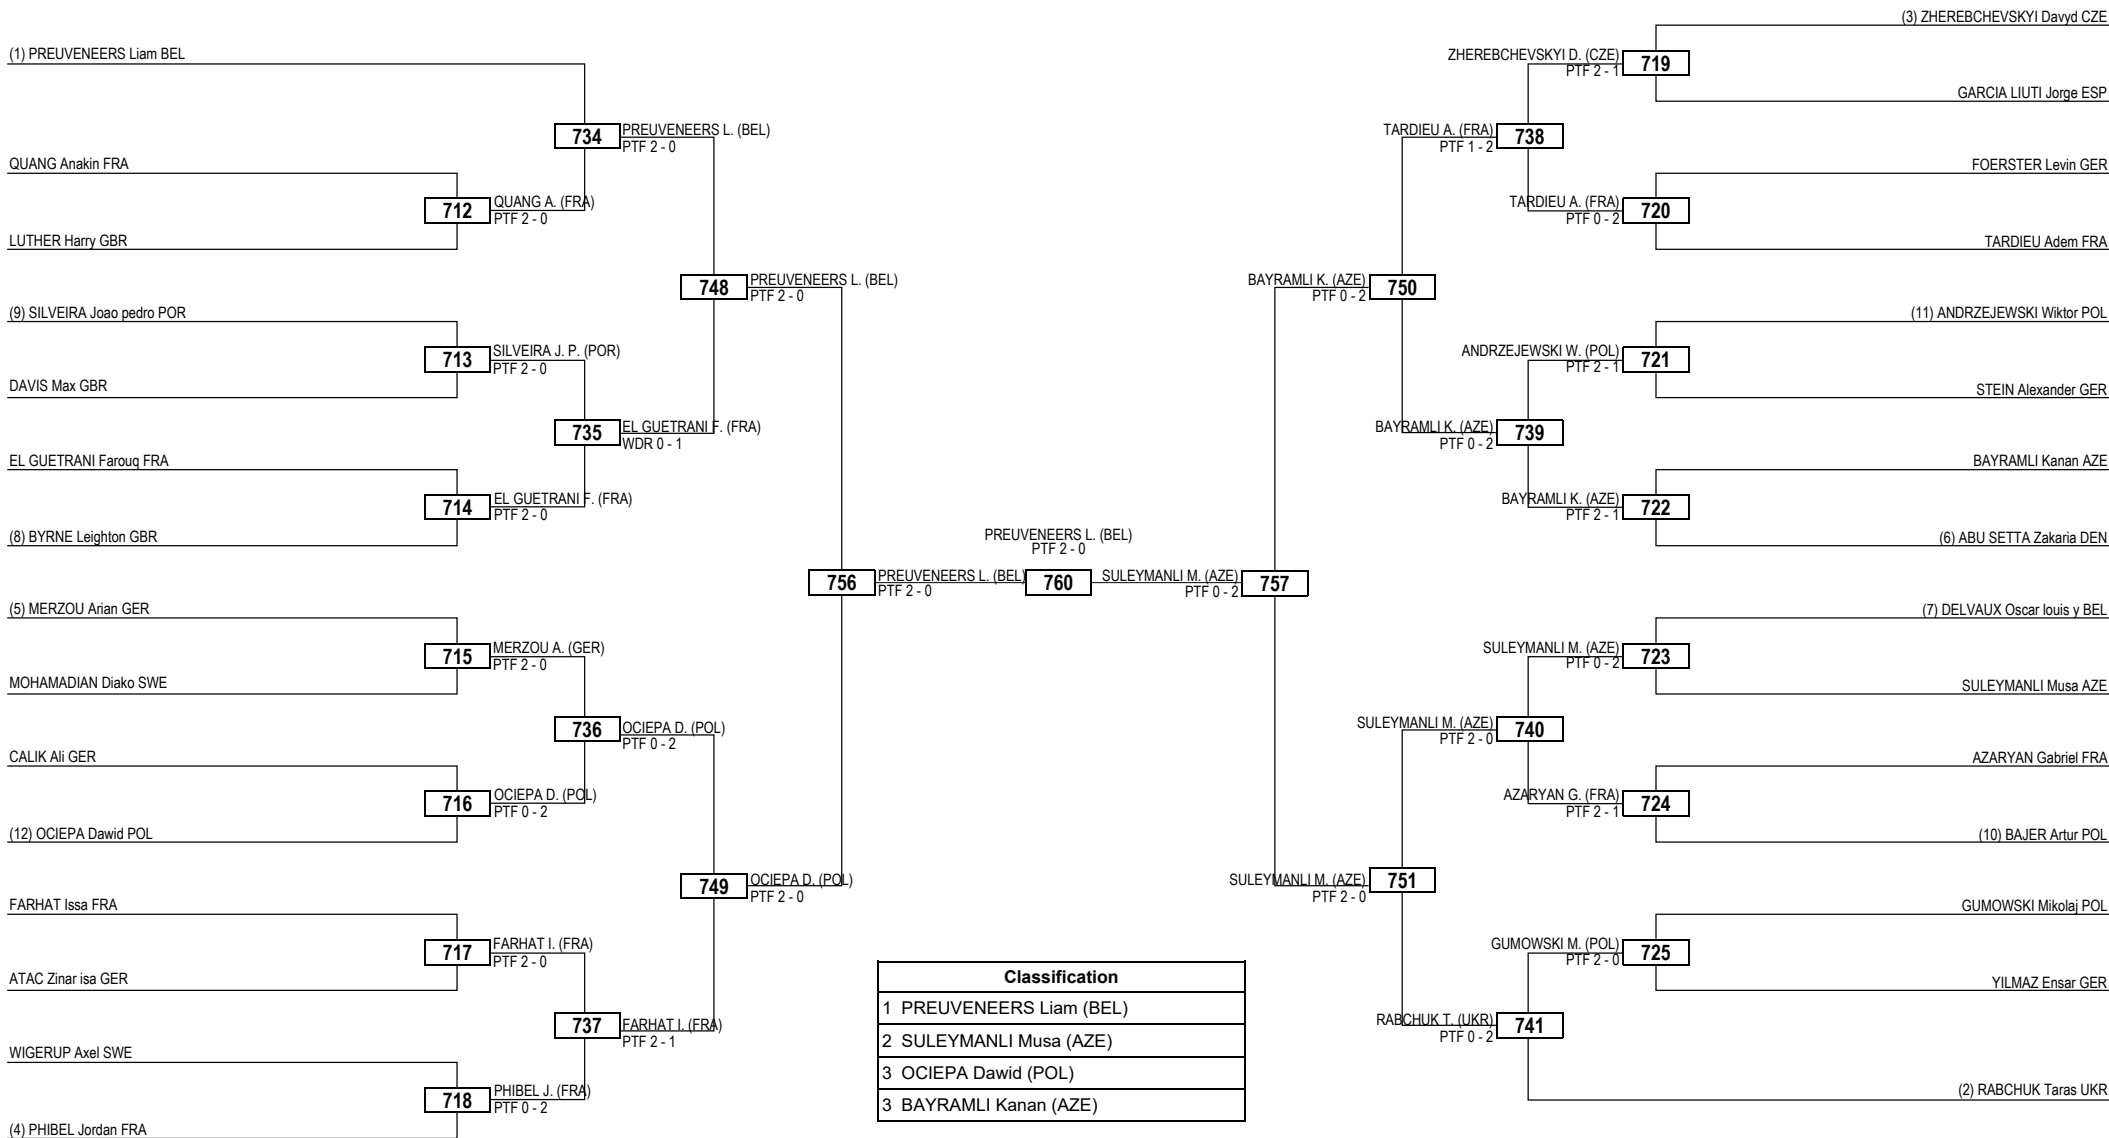 (1) PREUVENEERS Liam BEL
QUANG Anakin FRA
LUTHER Harry GBR
(9) SILVEIRA Joao pedro POR
DAVIS Max GBR
EL GUETRANI Farouq FRA
(8) BYRNE Leighton GBR
(5) MERZOU Arian GER
MOHAMADIAN Diako SWE
CALIK Ali GER
(12) OCIEPA Dawid POL
FARHAT Issa FRA
ATAC Zinar isa GER
WIGERUP Axel SWE
(4) PHIBEL Jordan FRA
712
QUANG A. (FRA)
PTF 2 - 0
713
SILVEIRA J. P. (POR)
PTF 2 - 0
714
EL GUETRANI F. (FRA)
PTF 2 - 0
715
MERZOU A. (GER)
PTF 2 - 0
716
OCIEPA D. (POL)
PTF 0 - 2
717
FARHAT I. (FRA)
PTF 2 - 0
718
PHIBEL J. (FRA)
PTF 0 - 2
734
PREUVENEERS L. (BEL)
PTF 2 - 0
735
EL GUETRANI F. (FRA)
WDR 0 - 1
736
OCIEPA D. (POL)
PTF 0 - 2
737
FARHAT I. (FRA)
PTF 2 - 1
748
PREUVENEERS L. (BEL)
PTF 2 - 0
749
OCIEPA D. (POL)
PTF 2 - 0
756
PREUVENEERS L. (BEL)
PTF 2 - 0
PREUVENEERS L. (BEL)
PTF 2 - 0
760
SULEYMANLI M. (AZE)
PTF 0 - 2
757
BAYRAMLI K. (AZE)
PTF 0 - 2
750
SULEYMANLI M. (AZE)
PTF 2 - 0
751
TARDIEU A. (FRA)
PTF 1 - 2
738
BAYRAMLI K. (AZE)
PTF 0 - 2
739
SULEYMANLI M. (AZE)
PTF 2 - 0
740
RABCHUK T. (UKR)
PTF 0 - 2
741
ZHEREBCHEVSKYI D. (CZE)
PTF 2 - 1
719
TARDIEU A. (FRA)
PTF 0 - 2
720
ANDRZEJEWSKI W. (POL)
PTF 2 - 1
721
BAYRAMLI K. (AZE)
PTF 2 - 1
722
SULEYMANLI M. (AZE)
PTF 0 - 2
723
AZARYAN G. (FRA)
PTF 2 - 1
724
GUMOWSKI M. (POL)
PTF 2 - 0
725
(3) ZHEREBCHEVSKYI Davyd CZE
GARCIA LIUTI Jorge ESP
FOERSTER Levin GER
TARDIEU Adem FRA
(11) ANDRZEJEWSKI Wiktor POL
STEIN Alexander GER
BAYRAMLI Kanan AZE
(6) ABU SETTA Zakaria DEN
(7) DELVAUX Oscar louis y BEL
SULEYMANLI Musa AZE
AZARYAN Gabriel FRA
(10) BAJER Artur POL
GUMOWSKI Mikolaj POL
YILMAZ Ensar GER
(2) RABCHUK Taras UKR
Classification
1 PREUVENEERS Liam (BEL)
2 SULEYMANLI Musa (AZE)
3 OCIEPA Dawid (POL)
3 BAYRAMLI Kanan (AZE)